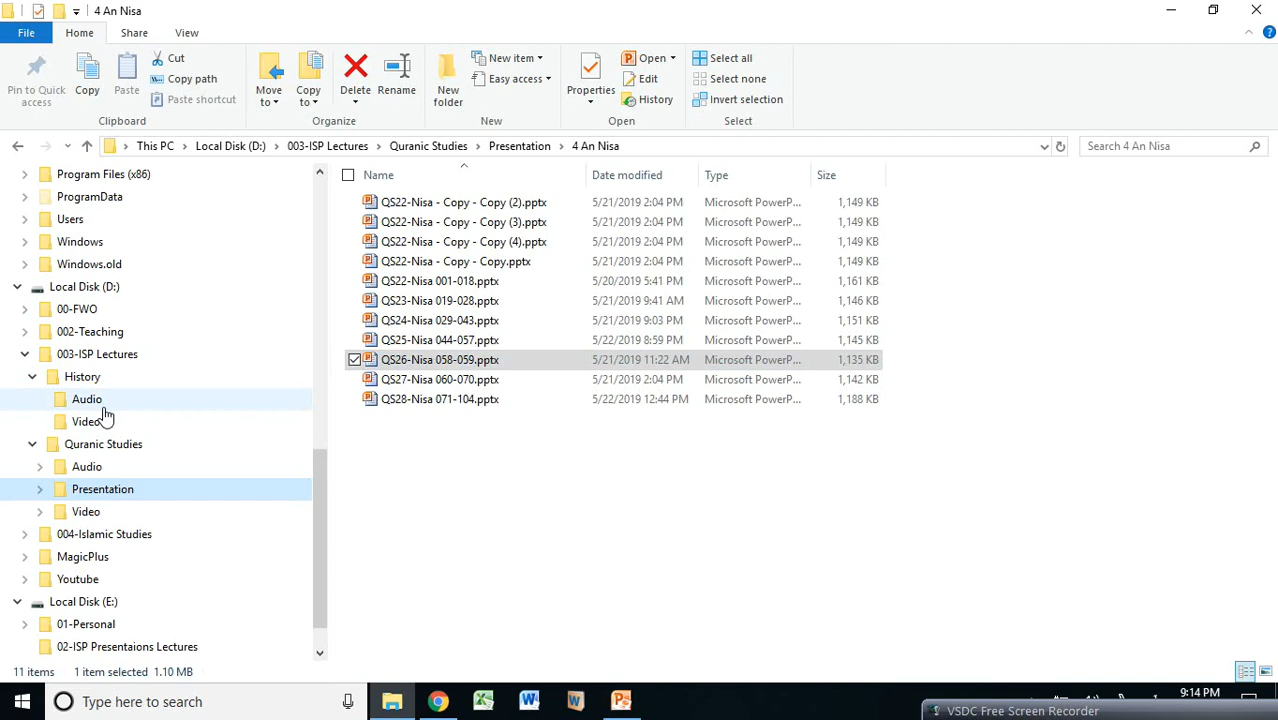 4 An Nisa
File Home Share View
Pin to Quick access
Copy
Paste
Cut
Copy path
Paste shortcut
Move to
Copy to
Delete
Rename
New folder
New item
Easy access
Properties
Open
Edit
History
Select all
Select none
Invert selection
Clipboard Organize New Open Select
This PC Local Disk (D:) 003-ISP Lectures Quranic Studies Presentation 4 An Nisa
Search 4 An Nisa
Program Files (x86)
ProgramData
Users
Windows
Windows.old
Local Disk (D:)
00-FWO
002-Teaching
003-ISP Lectures
History
Audio
Video
Quranic Studies
Audio
Presentation
Video
004-Islamic Studies
MagicPlus
Youtube
Local Disk (E:)
01-Personal
02-ISP Presentaions Lectures
Name Date modified Type Size
QS22-Nisa - Copy - Copy (2).pptx 5/21/2019 2:04 PM Microsoft PowerP... 1,149 KB
QS22-Nisa - Copy - Copy (3).pptx 5/21/2019 2:04 PM Microsoft PowerP... 1,149 KB
QS22-Nisa - Copy - Copy (4).pptx 5/21/2019 2:04 PM Microsoft PowerP... 1,149 KB
QS22-Nisa - Copy - Copy.pptx 5/21/2019 2:04 PM Microsoft PowerP... 1,149 KB
QS22-Nisa 001-018.pptx 5/20/2019 5:41 PM Microsoft PowerP... 1,161 KB
QS23-Nisa 019-028.pptx 5/21/2019 9:41 AM Microsoft PowerP... 1,146 KB
QS24-Nisa 029-043.pptx 5/21/2019 9:03 PM Microsoft PowerP... 1,151 KB
QS25-Nisa 044-057.pptx 5/22/2019 8:59 PM Microsoft PowerP... 1,145 KB
QS26-Nisa 058-059.pptx 5/21/2019 11:22 AM Microsoft PowerP... 1,135 KB
QS27-Nisa 060-070.pptx 5/21/2019 2:04 PM Microsoft PowerP... 1,142 KB
QS28-Nisa 071-104.pptx 5/22/2019 12:44 PM Microsoft PowerP... 1,188 KB
11 items 1 item selected 1.10 MB
Type here to search
9:14 PM
VSDC Free Screen Recorder